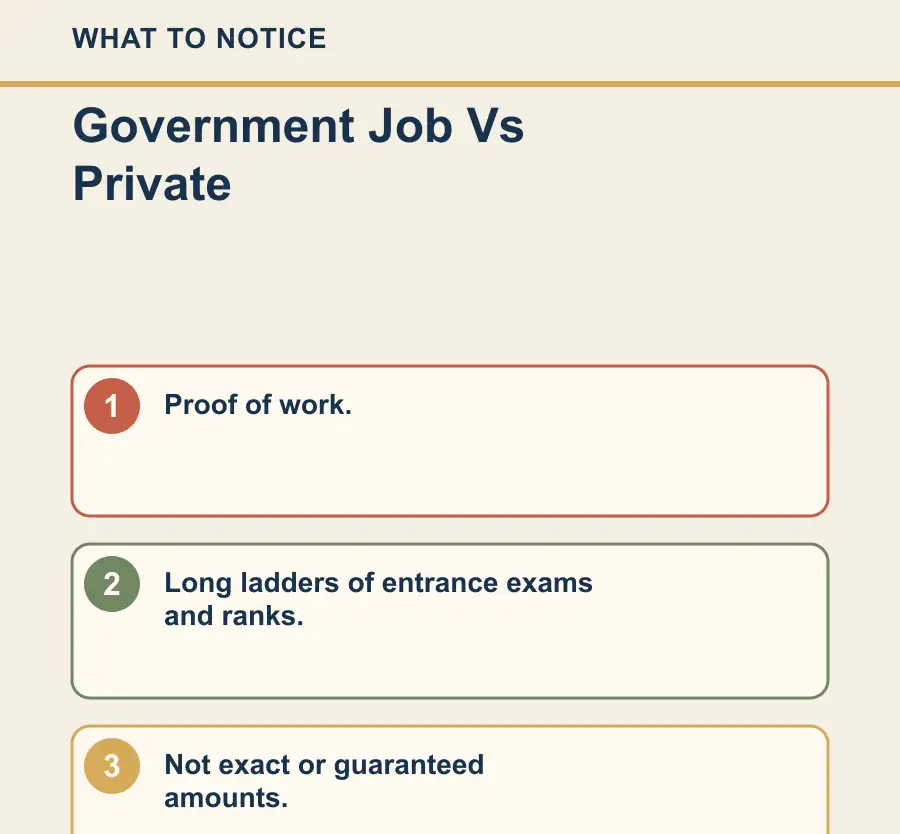 WHAT TO NOTICE
Government Job Vs
Private
1
Proof of work.
2
Long ladders of entrance exams
and ranks.
3
Not exact or guaranteed
amounts.